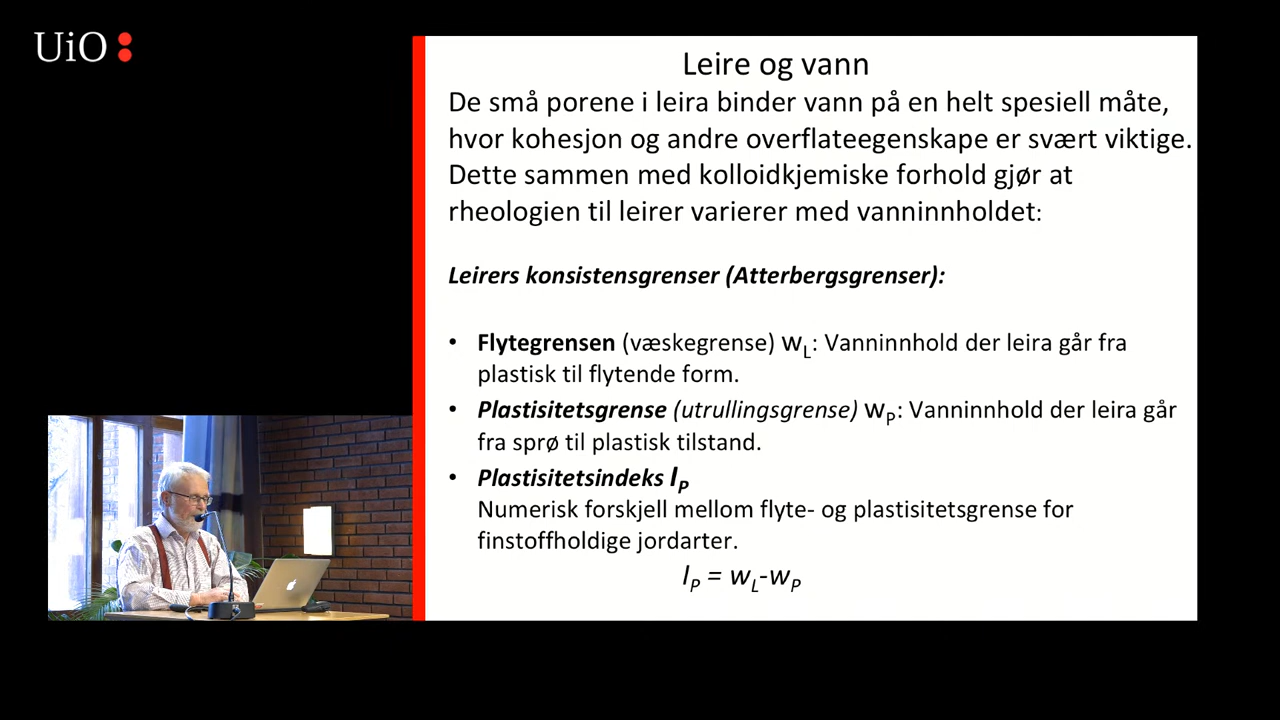 UiO
Leire og vann
De små porene i leira binder vann på en helt spesiell måte,
hvor kohesjon og andre overflateegenskape er svært viktige.
Dette sammen med kolloidkjemiske forhold gjør at
rheologien til leirer varierer med vanninnholdet:
Leirers konsistensgrenser (Atterbergsgrenser):
• Flytegrensen (væskegrense) wL: Vanninnhold der leira går fra
plastisk til flytende form.
• Plastisitetsgrense (utrullingsgrense) wP: Vanninnhold der leira går
fra sprø til plastisk tilstand.
• Plastisitetsindeks IP
Numerisk forskjell mellom flyte- og plastisitetsgrense for
finstoffholdige jordarter.
IP = wL-wP